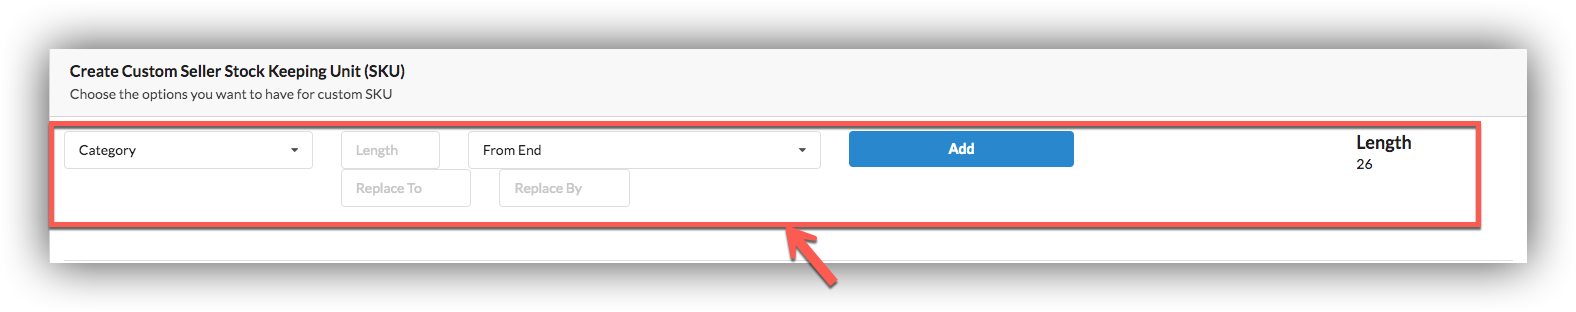 Create Custom Seller Stock Keeping Unit (SKU)
Choose the options you want to have for custom SKU
Category
Length
From End
Add
Length
26
Replace To
Replace By